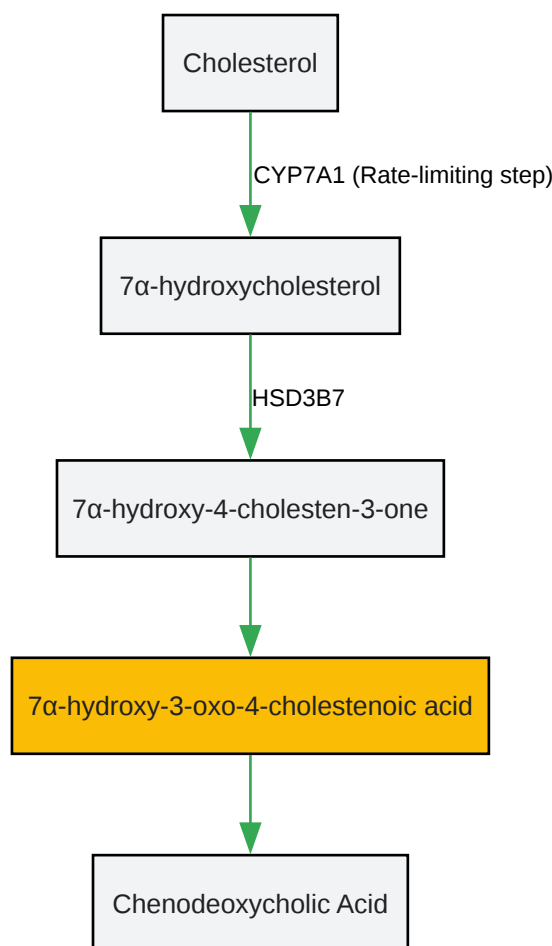 Cholesterol
CYP7A1 (Rate-limiting step)
7α-hydroxycholesterol
HSD3B7
7α-hydroxy-4-cholesten-3-one
7α-hydroxy-3-oxo-4-cholestenoic acid
Chenodeoxycholic Acid